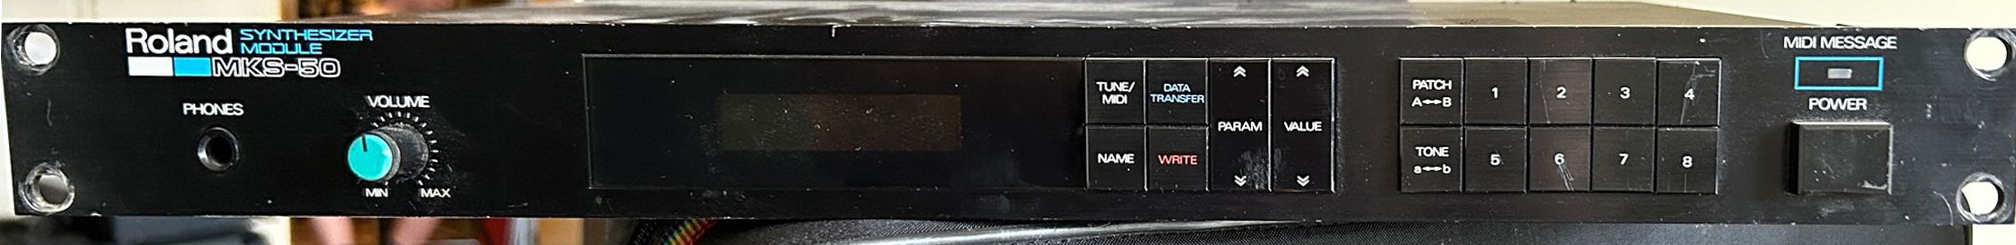 Roland SYNTHESIZER
MODULE
MKS-50
PHONES
VOLUME
MIN MAX
TUNE/
MIDI
DATA
TRANSFER
NAME
WRITE
PARAM
VALUE
PATCH
A↔B
1 2 3 4
TONE
a↔b
5 6 7 8
MIDI MESSAGE
POWER